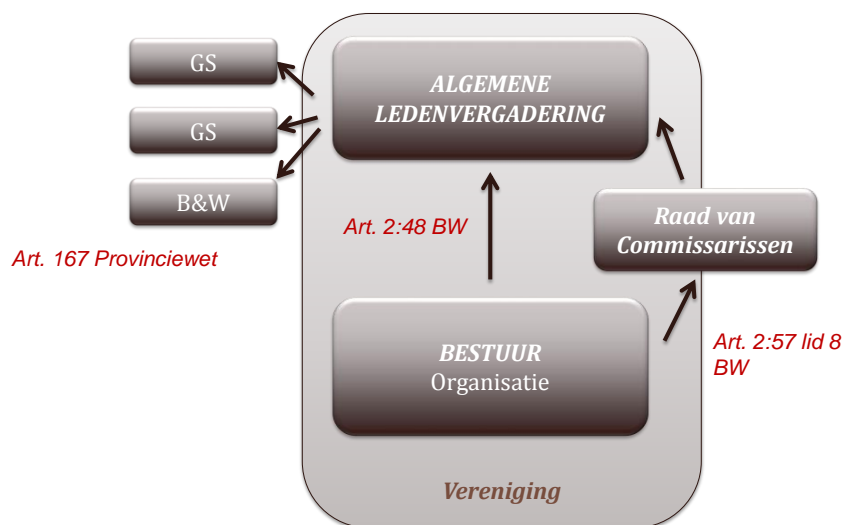 GS
GS
B&W
Art. 167 Provinciewet
ALGEMENE
LEDENVERGADERING
Art. 2:48 BW
Raad van
Commissarissen
Art. 2:57 lid 8
BW
BESTUUR
Organisatie
Vereniging